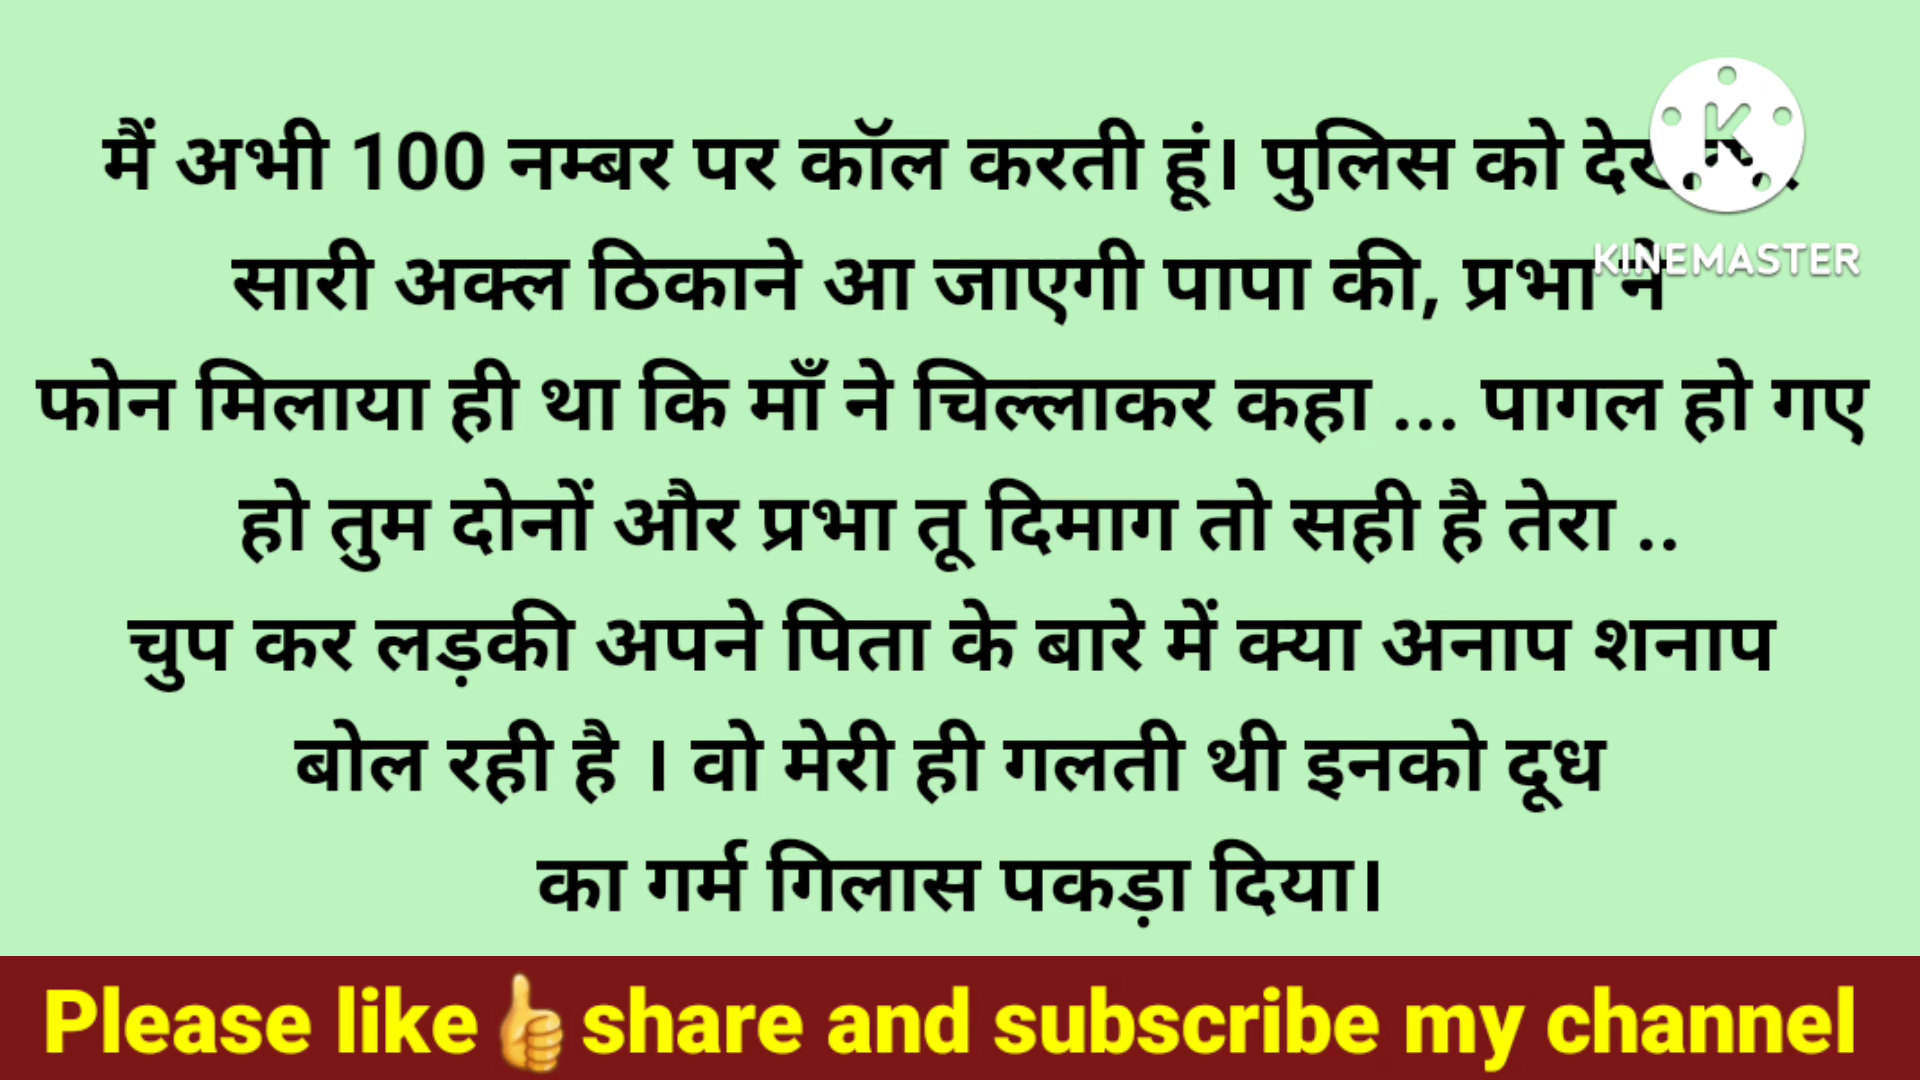 मैं अभी 100 नम्बर पर कॉल करती हूं। पुलिस को
KINEMASTER
सारी अक्ल ठिकाने आ जाएगी पापा की, प्रभा ने
फोन मिलाया ही था कि माँ ने चिल्लाकर कहा ... पागल हो गए
हो तुम दोनों और प्रभा तू दिमाग तो सही है तेरा ..
चुप कर लड़की अपने पिता के बारे में क्या अनाप शनाप
बोल रही है । वो मेरी ही गलती थी इनको दूध
का गर्म गिलास पकड़ा दिया।
Please like👍share and subscribe my channel